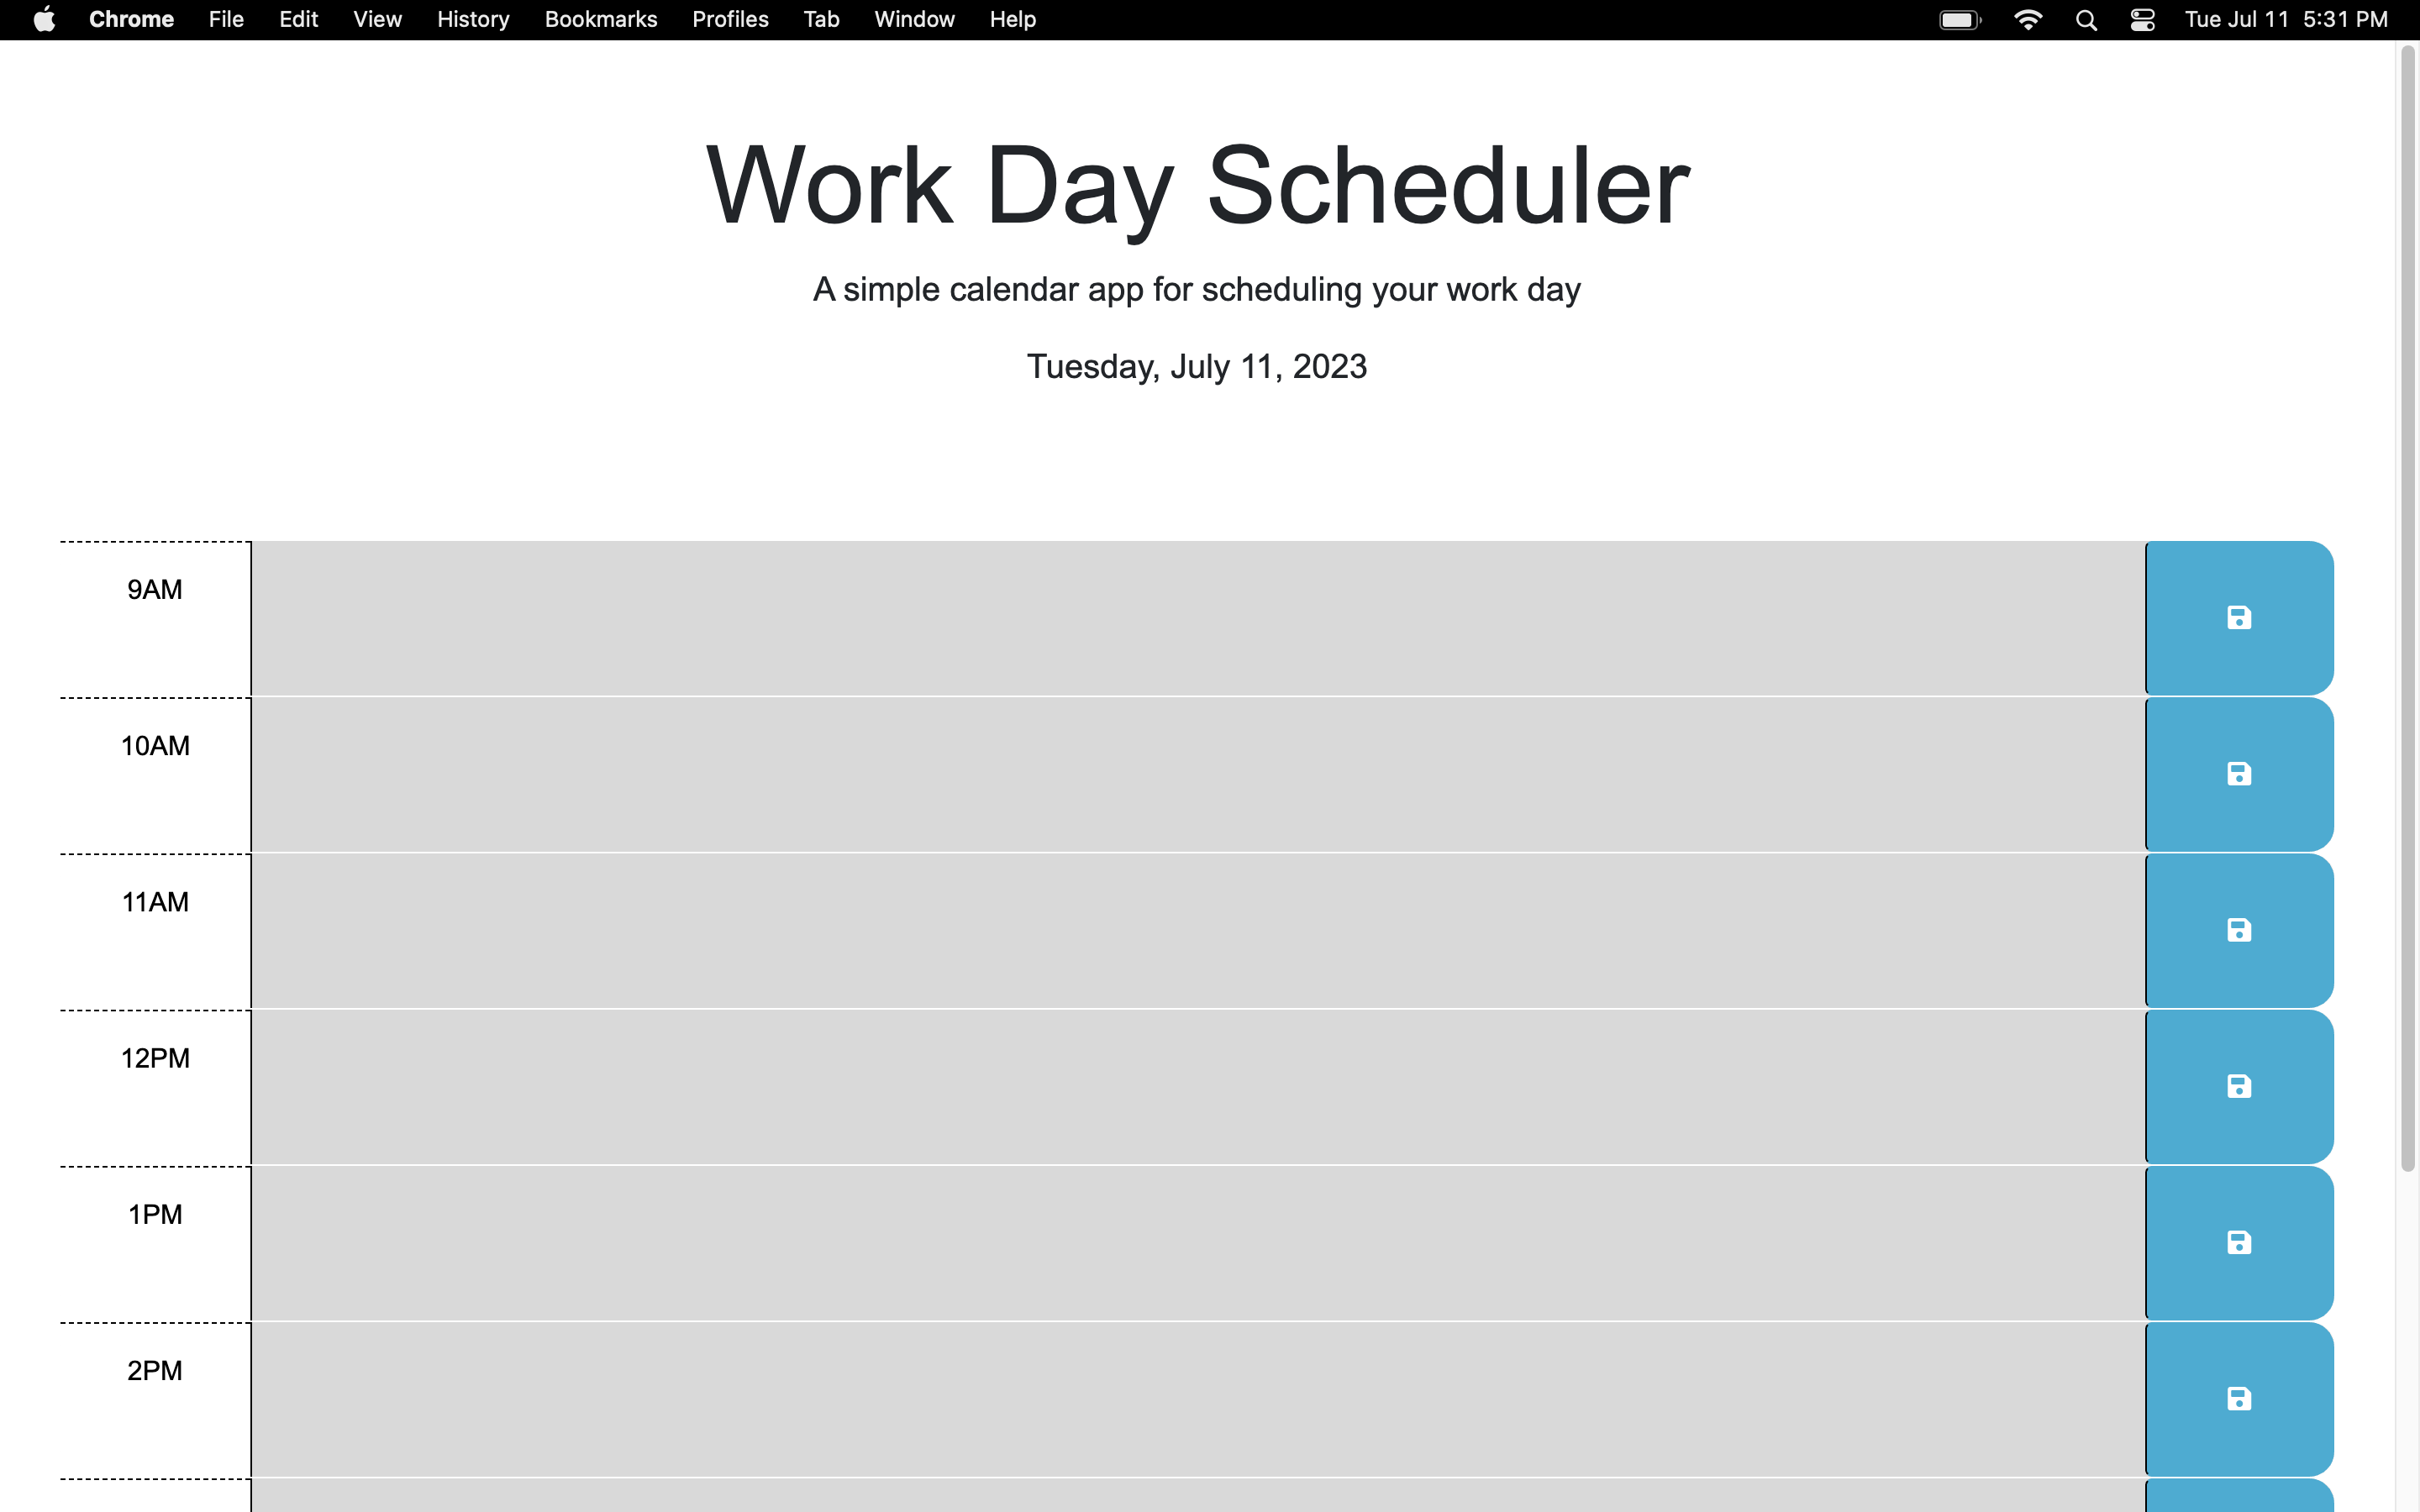 Chrome File Edit View History Bookmarks Profiles Tab Window Help Tue Jul 11 5:31 PM
Work Day Scheduler
A simple calendar app for scheduling your work day
Tuesday, July 11, 2023
9AM
10AM
11AM
12PM
1PM
2PM